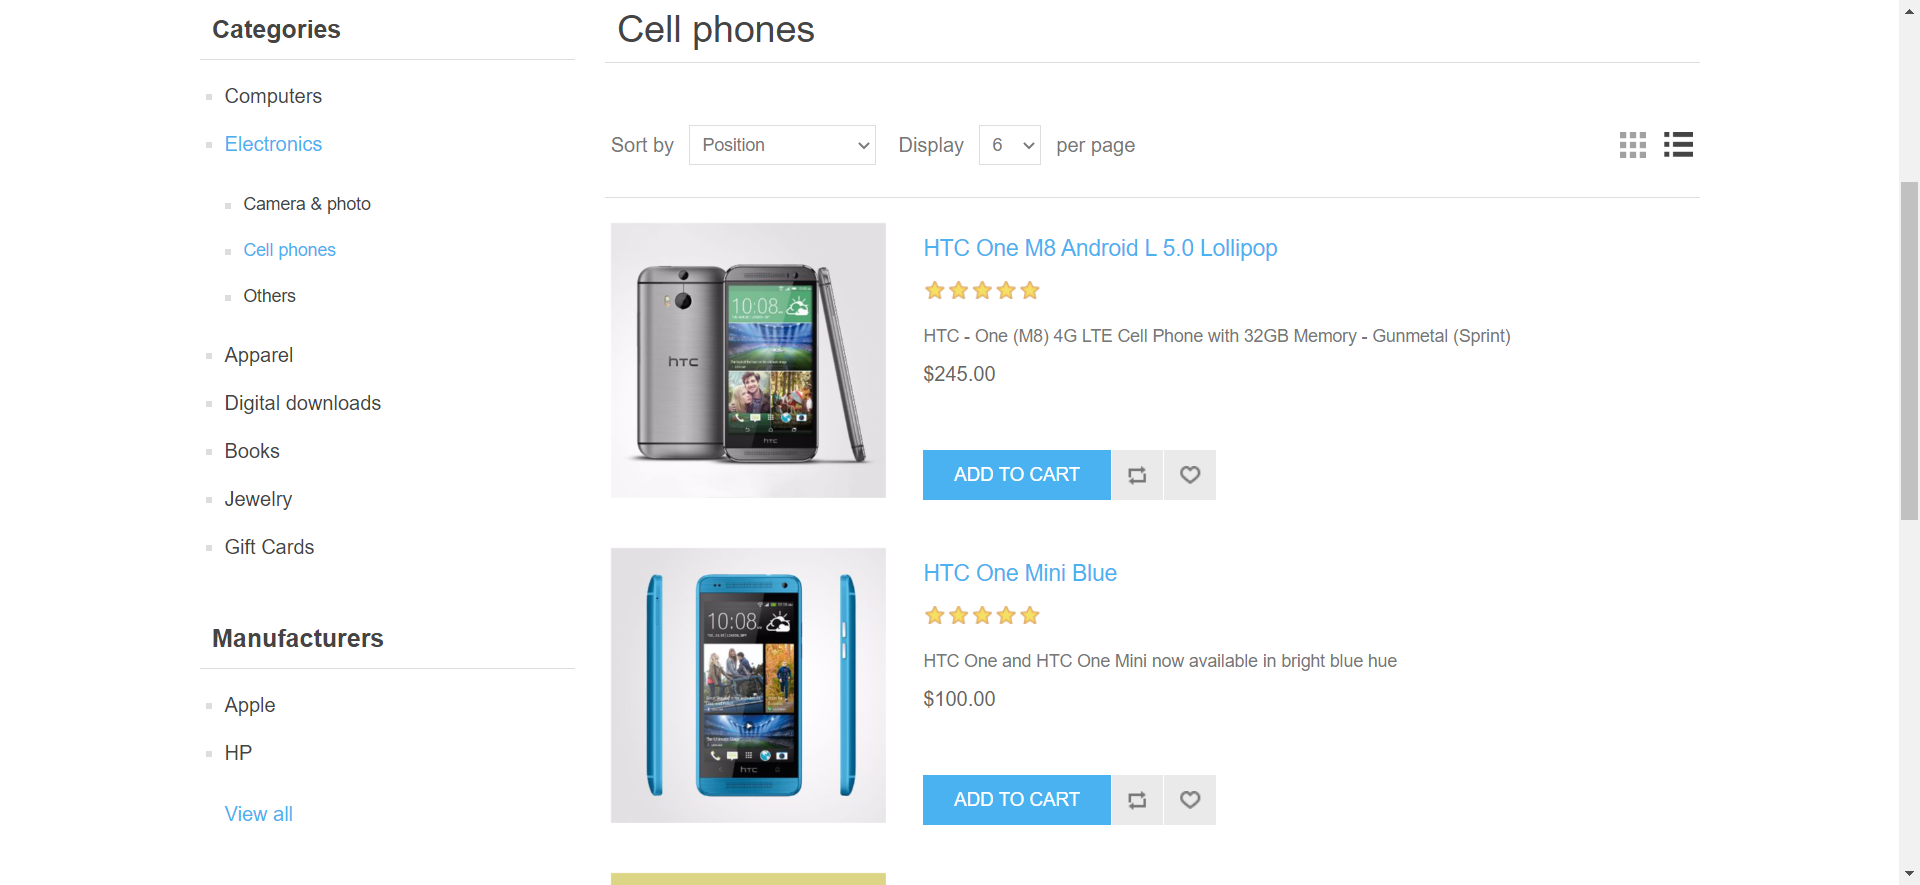 Categories
Computers
Electronics
Camera & photo
Cell phones
Others
Apparel
Digital downloads
Books
Jewelry
Gift Cards
Manufacturers
Apple
HP
View all
Cell phones
Sort by Position Display 6 per page
10:08
hTC
hTC
HTC One M8 Android L 5.0 Lollipop
HTC - One (M8) 4G LTE Cell Phone with 32GB Memory - Gunmetal (Sprint)
$245.00
ADD TO CART
10:08
hTC
HTC One Mini Blue
HTC One and HTC One Mini now available in bright blue hue
$100.00
ADD TO CART